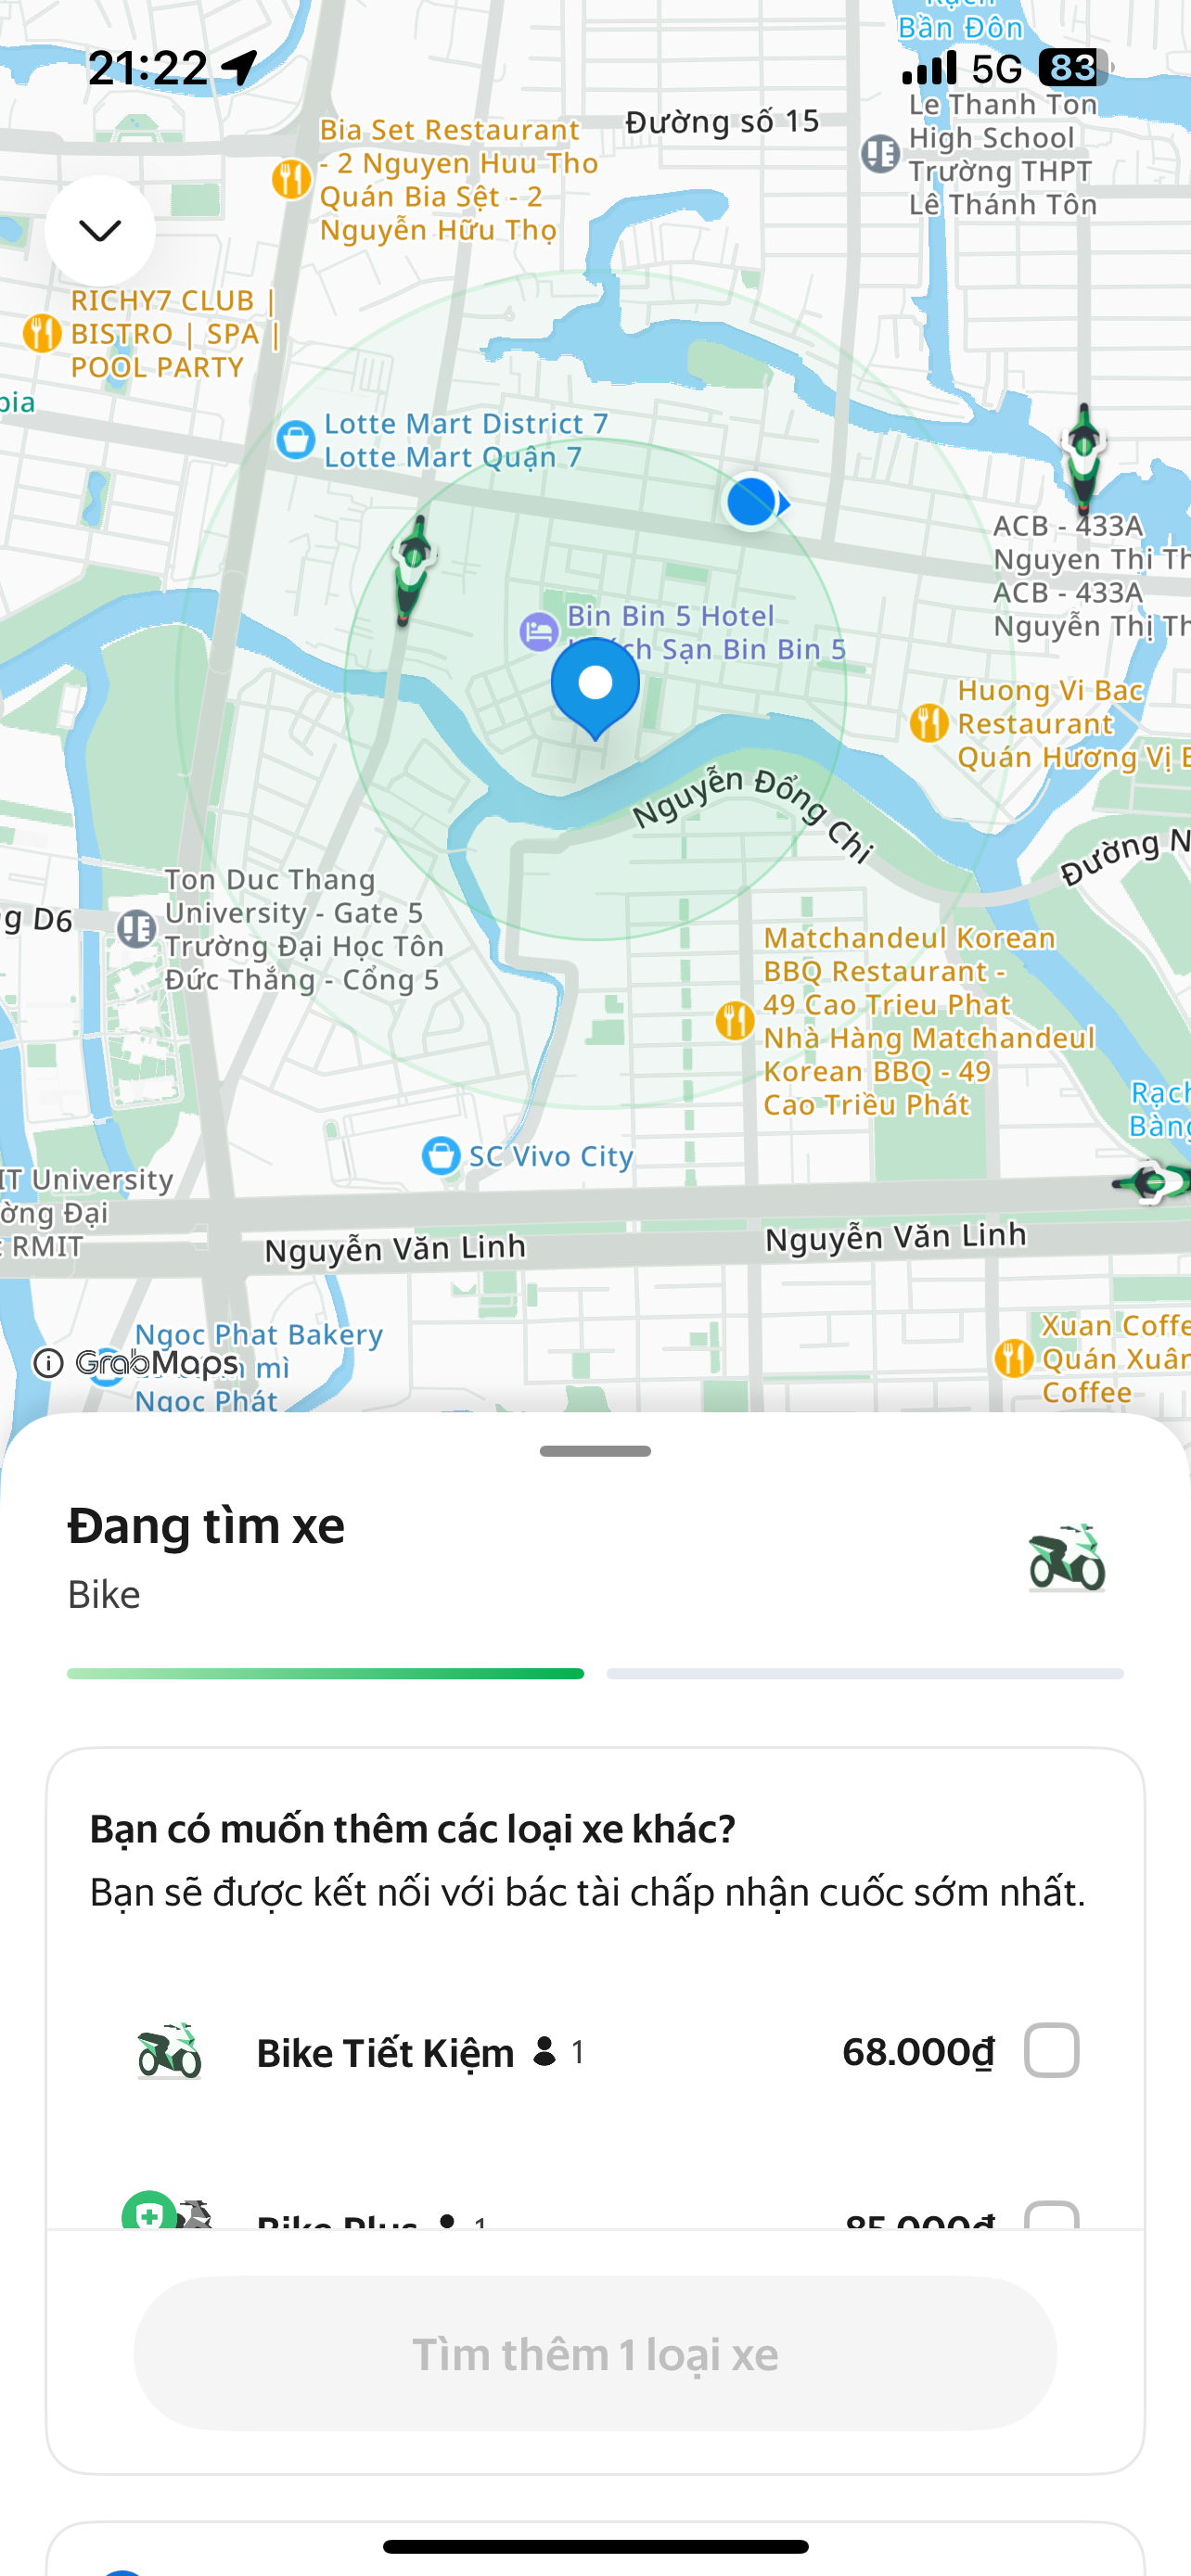 Rạch
Bần Đôn
21:22
5G 83
Bia Set Restaurant
- 2 Nguyen Huu Tho
Quán Bia Sệt - 2
Nguyễn Hữu Thọ
Đường số 15
Le Thanh Ton
High School
Trường THPT
Lê Thánh Tôn
RICHY7 CLUB |
BISTRO | SPA |
POOL PARTY
bia
Lotte Mart District 7
Lotte Mart Quận 7
ACB - 433A
Nguyen Thi Th
ACB - 433A
Nguyễn Thị Th
Bin Bin 5 Hotel
ch Sạn Bin Bin 5
Huong Vi Bac
Restaurant
Quán Hương Vị B
Nguyễn Đổng Chi
Đường N
Ton Duc Thang
University - Gate 5
Trường Đại Học Tôn
Đức Thắng - Cổng 5
g D6
Matchandeul Korean
BBQ Restaurant -
49 Cao Trieu Phat
Nhà Hàng Matchandeul
Korean BBQ - 49
Cao Triều Phát
Rạch
Bàng
SC Vivo City
IT University
ờng Đại
RMIT
Nguyễn Văn Linh
Nguyễn Văn Linh
Ngoc Phat Bakery
mì
Ngọc Phát
GrabMaps
Xuan Coffe
Quán Xuân
Coffee
Đang tìm xe
Bike
Bạn có muốn thêm các loại xe khác?
Bạn sẽ được kết nối với bác tài chấp nhận cuốc sớm nhất.
Bike Tiết Kiệm 1 68.000₫
Bike Plus 1 85.000₫
Tìm thêm 1 loại xe